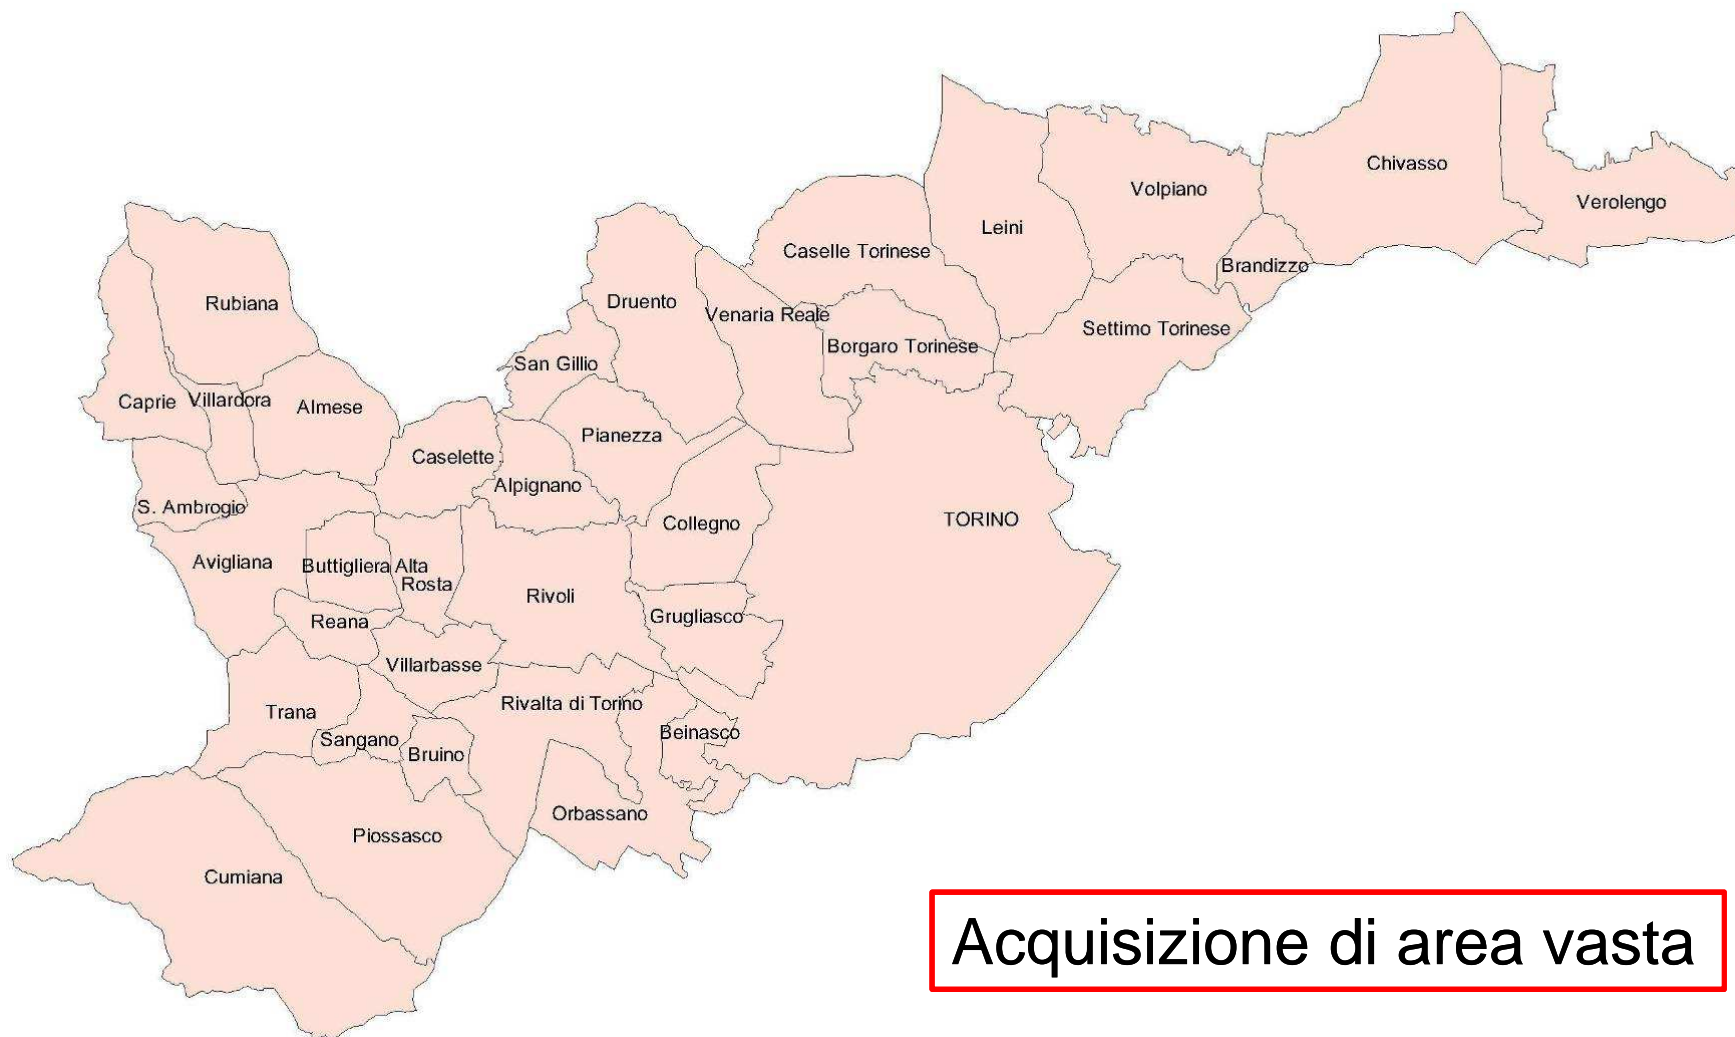 Chivasso
Volpiano
Verolengo
Leini
Caselle Torinese
Brandizzo
Rubiana
Druento
Venaria Reale
Settimo Torinese
Borgaro Torinese
San Gillio
Caprie
Villardora
Almese
Pianezza
Caselette
Alpignano
S. Ambrogio
Collegno
TORINO
Avigliana
Buttigliera Alta
Rosta
Rivoli
Reana
Grugliasco
Villarbasse
Rivalta di Torino
Trana
Sangano
Beinasco
Bruino
Orbassano
Piossasco
Cumiana
Acquisizione di area vasta